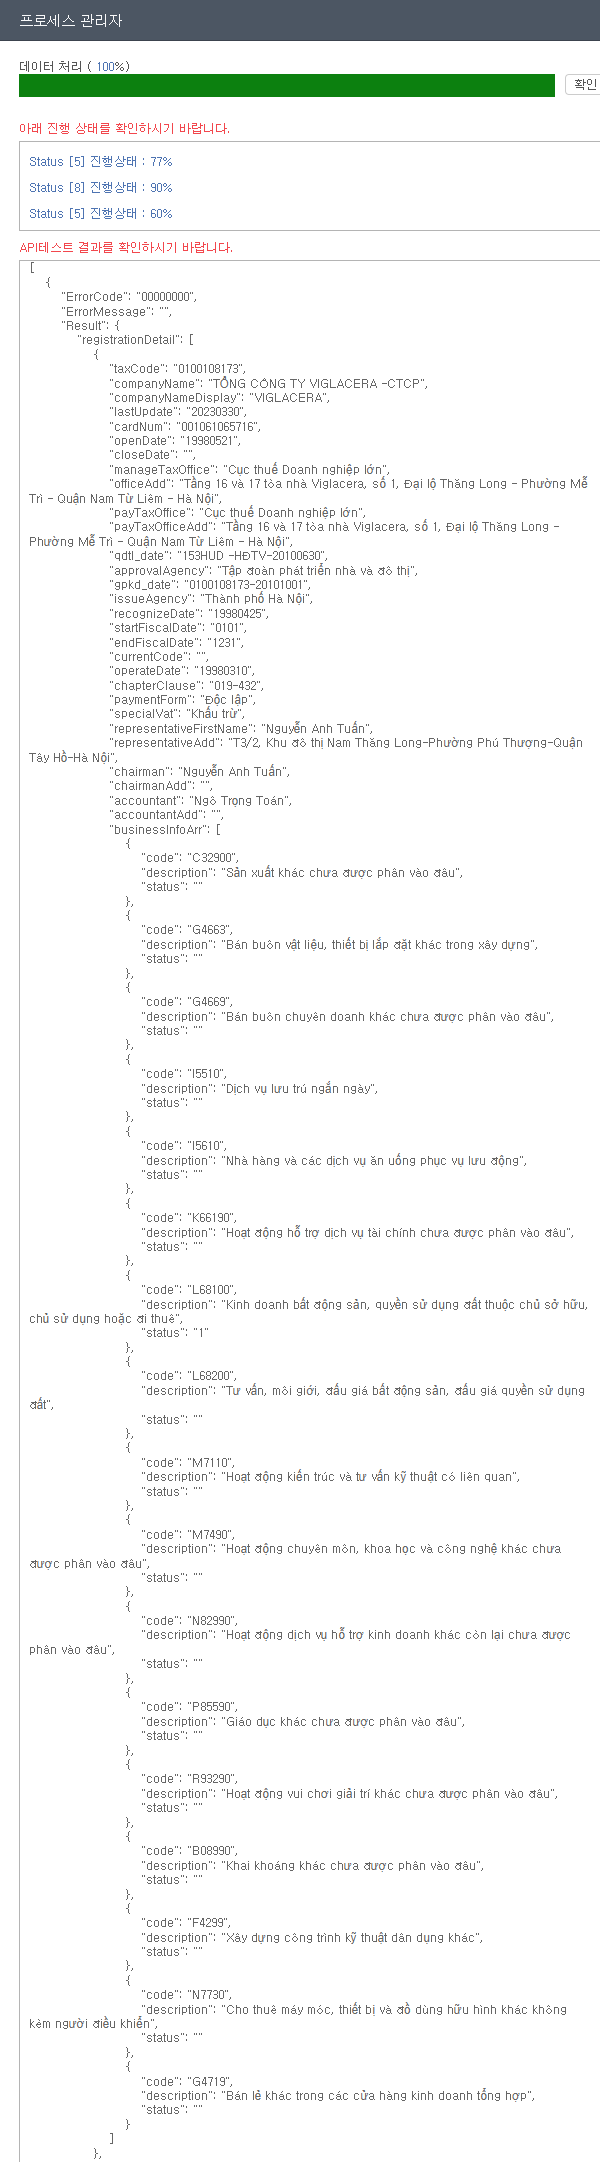 프로세스 관리자
데이터 처리 ( 100%)
확인
아래 진행 상태를 확인하시기 바랍니다.
Status [5] 진행상태 : 77%
Status [8] 진행상태 : 90%
Status [5] 진행상태 : 60%
API테스트 결과를 확인하시기 바랍니다.
[
{
"ErrorCode": "00000000",
"ErrorMessage": "",
"Result": {
"registrationDetail": [
{
"taxCode": "0100108173",
"companyName": "TỔNG CÔNG TY VIGLACERA -CTCP",
"companyNameDisplay": "VIGLACERA",
"lastUpdate": "20230330",
"cardNum": "001061065716",
"openDate": "19980521",
"closeDate": "",
"manageTaxOffice": "Cục thuế Doanh nghiệp lớn",
"officeAdd": "Tầng 16 và 17 tòa nhà Viglacera, số 1, Đại lộ Thăng Long - Phường Mễ
Trì - Quận Nam Từ Liêm - Hà Nội",
"payTaxOffice": "Cục thuế Doanh nghiệp lớn",
"payTaxOfficeAdd": "Tầng 16 và 17 tòa nhà Viglacera, số 1, Đại lộ Thăng Long -
Phường Mễ Trì - Quận Nam Từ Liêm - Hà Nội",
"qdtl_date": "153HUD -HĐTV-20100630",
"approvalAgency": "Tập đoàn phát triển nhà và đô thị",
"gpkd_date": "0100108173-20101001",
"issueAgency": "Thành phố Hà Nội",
"recognizeDate": "19980425",
"startFiscalDate": "0101",
"endFiscalDate": "1231",
"currentCode": "",
"operateDate": "19980310",
"chapterClause": "019-432",
"paymentForm": "Độc lập",
"specialVat": "Khấu trừ",
"representativeFirstName": "Nguyễn Anh Tuấn",
"representativeAdd": "T3/2, Khu đô thị Nam Thăng Long-Phường Phú Thượng-Quận
Tây Hồ-Hà Nội",
"chairman": "Nguyễn Anh Tuấn",
"chairmanAdd": "",
"accountant": "Ngô Trọng Toán",
"accountantAdd": "",
"businessInfoArr": [
{
"code": "C32900",
"description": "Sản xuất khác chưa được phân vào đâu",
"status": ""
},
{
"code": "G4663",
"description": "Bán buôn vật liệu, thiết bị lắp đặt khác trong xây dựng",
"status": ""
},
{
"code": "G4669",
"description": "Bán buôn chuyên doanh khác chưa được phân vào đâu",
"status": ""
},
{
"code": "I5510",
"description": "Dịch vụ lưu trú ngắn ngày",
"status": ""
},
{
"code": "I5610",
"description": "Nhà hàng và các dịch vụ ăn uống phục vụ lưu động",
"status": ""
},
{
"code": "K66190",
"description": "Hoạt động hỗ trợ dịch vụ tài chính chưa được phân vào đâu",
"status": ""
},
{
"code": "L68100",
"description": "Kinh doanh bất động sản, quyền sử dụng đất thuộc chủ sở hữu,
chủ sử dụng hoặc đi thuê",
"status": "1"
},
{
"code": "L68200",
"description": "Tư vấn, môi giới, đấu giá bất động sản, đấu giá quyền sử dụng
đất",
"status": ""
},
{
"code": "M7110",
"description": "Hoạt động kiến trúc và tư vấn kỹ thuật có liên quan",
"status": ""
},
{
"code": "M7490",
"description": "Hoạt động chuyên môn, khoa học và công nghệ khác chưa
được phân vào đâu",
"status": ""
},
{
"code": "N82990",
"description": "Hoạt động dịch vụ hỗ trợ kinh doanh khác còn lại chưa được
phân vào đâu",
"status": ""
},
{
"code": "P85590",
"description": "Giáo dục khác chưa được phân vào đâu",
"status": ""
},
{
"code": "R93290",
"description": "Hoạt động vui chơi giải trí khác chưa được phân vào đâu",
"status": ""
},
{
"code": "B08990",
"description": "Khai khoáng khác chưa được phân vào đâu",
"status": ""
},
{
"code": "F4299",
"description": "Xây dựng công trình kỹ thuật dân dụng khác",
"status": ""
},
{
"code": "N7730",
"description": "Cho thuê máy móc, thiết bị và đồ dùng hữu hình khác không
kèm người điều khiển",
"status": ""
},
{
"code": "G4719",
"description": "Bán lẻ khác trong các cửa hàng kinh doanh tổng hợp",
"status": ""
}
]
},